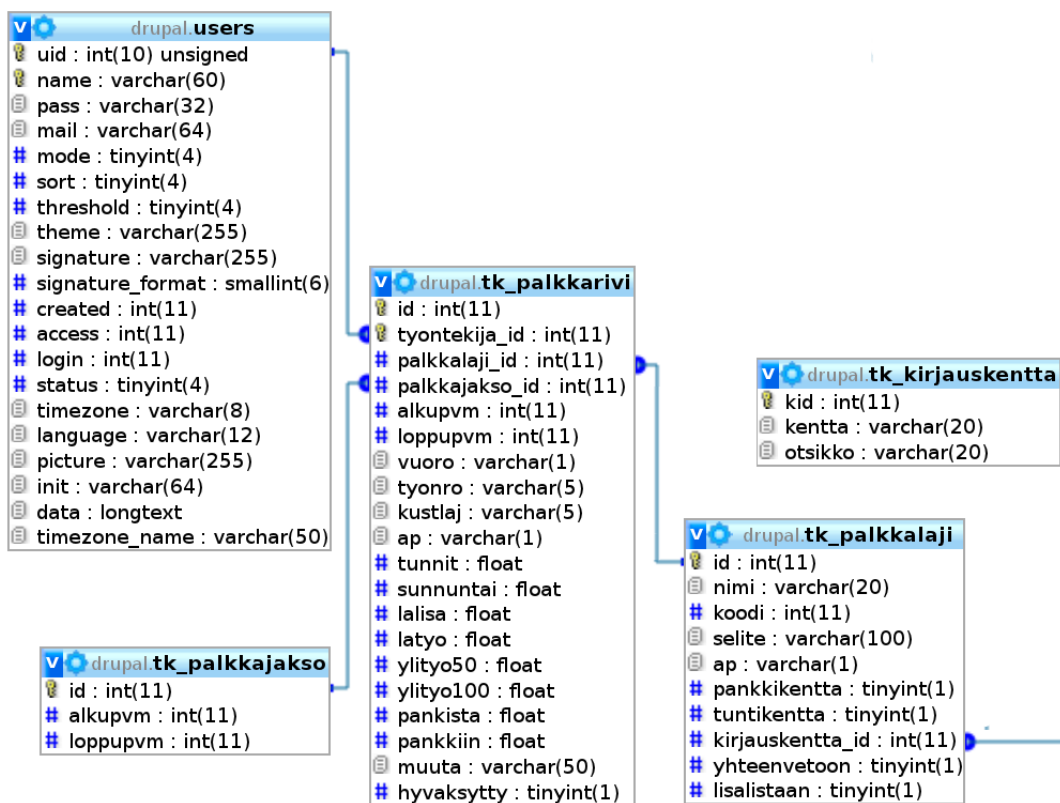 drupal.users
uid : int(10) unsigned
name : varchar(60)
pass : varchar(32)
mail : varchar(64)
mode : tinyint(4)
sort : tinyint(4)
threshold : tinyint(4)
theme : varchar(255)
signature : varchar(255)
signature_format : smallint(6)
created : int(11)
access : int(11)
login : int(11)
status : tinyint(4)
timezone : varchar(8)
language : varchar(12)
picture : varchar(255)
init : varchar(64)
data : longtext
timezone_name : varchar(50)
drupal.tk_palkkajakso
id : int(11)
alkupvm : int(11)
loppupvm : int(11)
drupal.tk_palkkarivi
id : int(11)
tyontekija_id : int(11)
palkkalaji_id : int(11)
palkkajakso_id : int(11)
alkupvm : int(11)
loppupvm : int(11)
vuoro : varchar(1)
tyonro : varchar(5)
kustlaj : varchar(5)
ap : varchar(1)
tunnit : float
sunnuntai : float
lalisa : float
latyo : float
ylityo50 : float
ylityo100 : float
pankista : float
pankkiin : float
muuta : varchar(50)
hyvaksytty : tinyint(1)
drupal.tk_kirjauskentta
kid : int(11)
kentta : varchar(20)
otsikko : varchar(20)
drupal.tk_palkkalaji
id : int(11)
nimi : varchar(20)
koodi : int(11)
selite : varchar(100)
ap : varchar(1)
pankkikentta : tinyint(1)
tuntikentta : tinyint(1)
kirjauskentta_id : int(11)
yhteenvetoon : tinyint(1)
lisalistaan : tinyint(1)